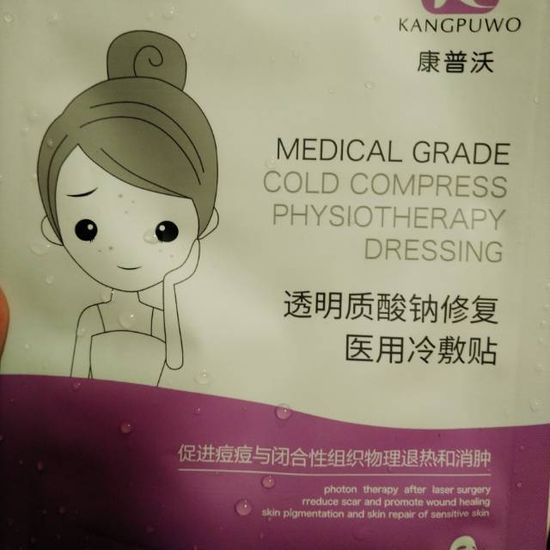 KANGPUWO
康普沃
MEDICAL GRADE
COLD COMPRESS
PHYSIOTHERAPY
DRESSING
透明质酸钠修复
医用冷敷贴
促进痘痘与闭合性组织物理退热和消肿
photon therapy after laser surgery
rreduce scar and promote wound healing
skin pigmentation and skin repair of sensitive skin